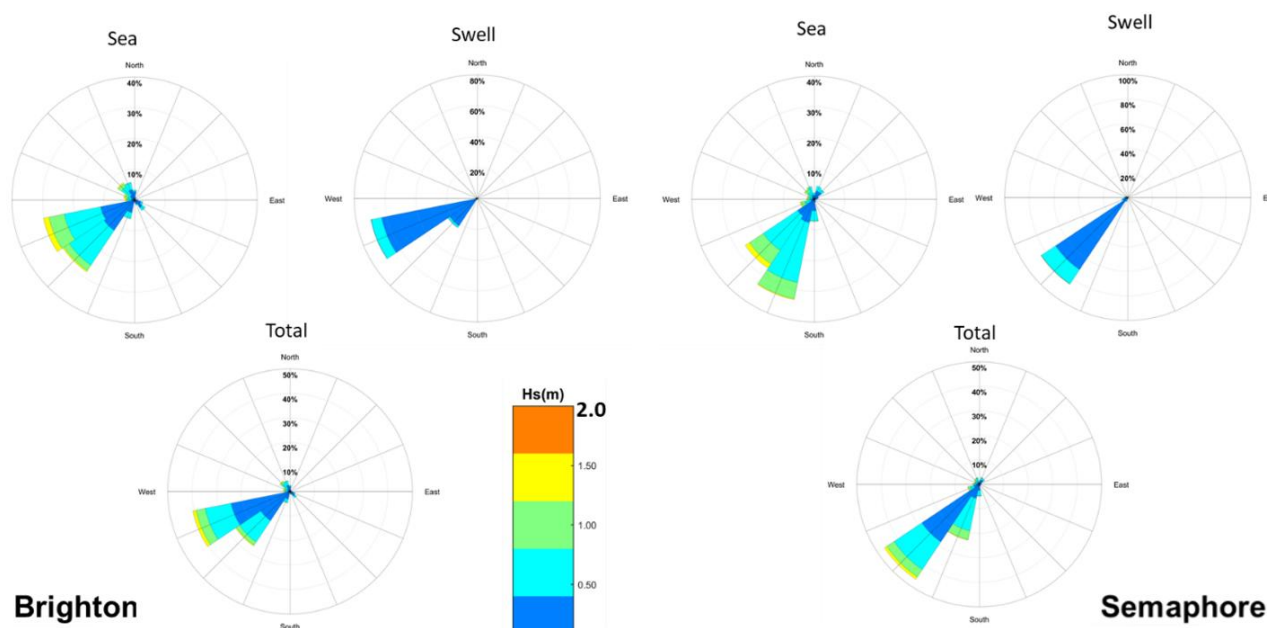 Sea
North
40%
30%
20%
10%
East
South
Swell
North
80%
60%
40%
20%
West
East
South
Sea
North
40%
30%
20%
10%
West
East
South
Swell
North
100%
80%
60%
40%
20%
West
South
Total
North
50%
40%
30%
20%
10%
West
East
South
Hs(m)
2.0
1.50
1.00
0.50
Total
North
50%
40%
30%
20%
10%
West
East
South
Brighton
Semaphore